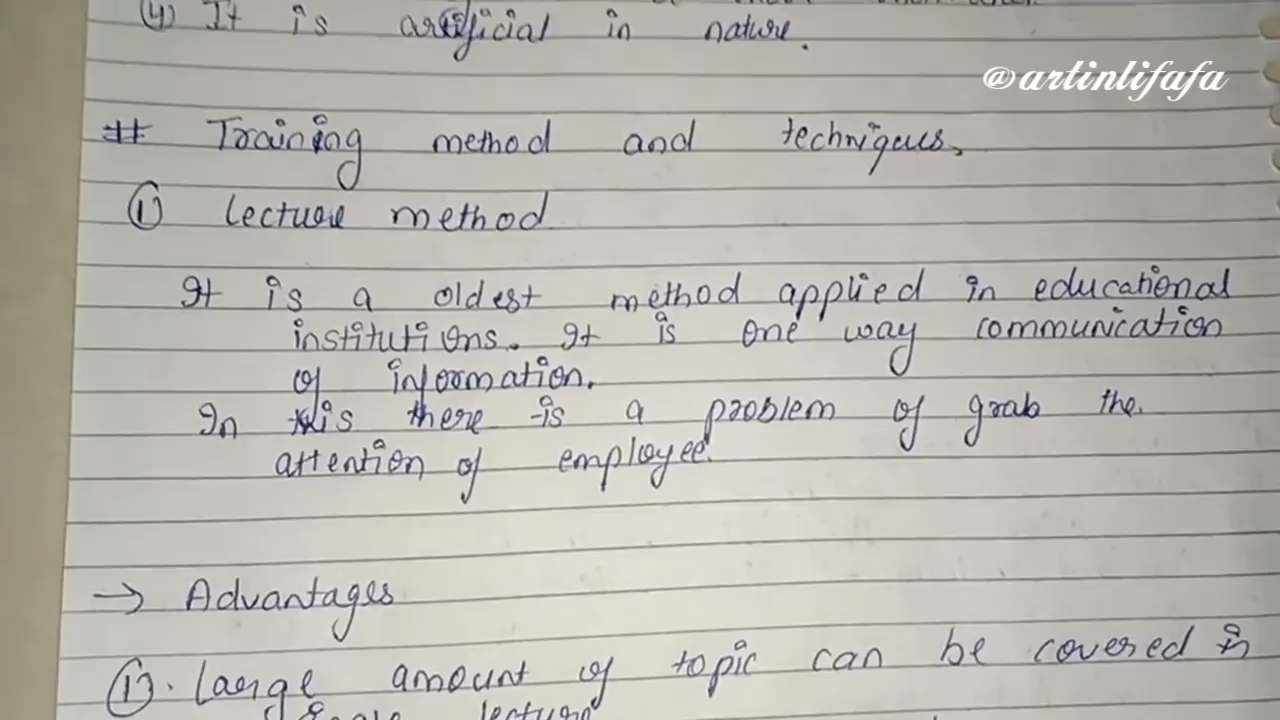 (4) It is artificial in nature.
@artinlifafa
# Training method and techniques.
① Lecture method
It is a oldest method applied in educational
institutions. It is one way communication
of information.
In this there is a problem of grab the
attention of employee.
→ Advantages
①. Large amount of topic can be covered in
lecture